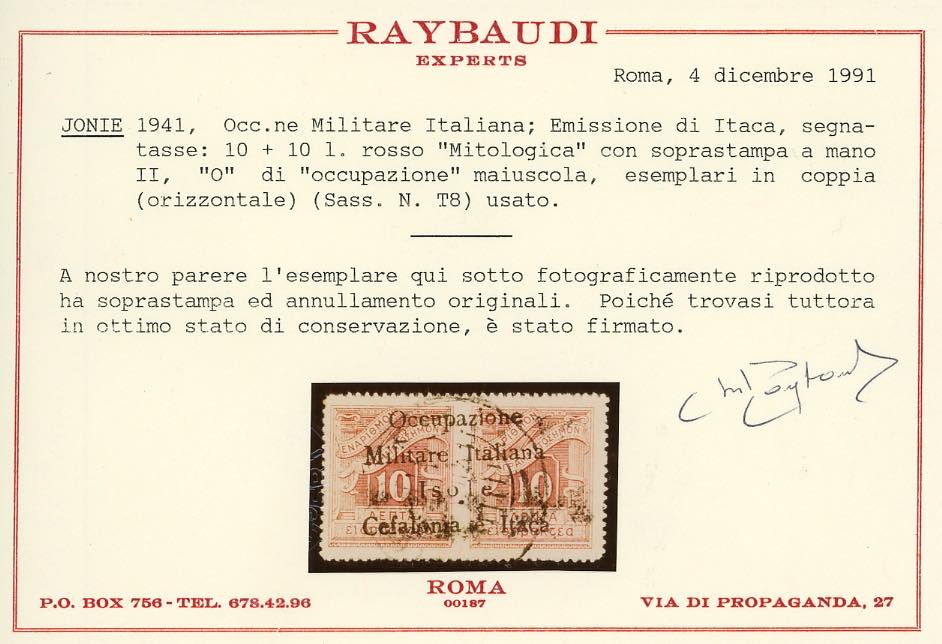 RAYBAUDI
EXPERTS
Roma, 4 dicembre 1991
JONIE 1941, Occ.ne Militare Italiana; Emissione di Itaca, segna-
tasse: 10 + 10 l. rosso "Mitologica" con soprastampa a mano
II, "O" di "occupazione" maiuscola, esemplari in coppia
(orizzontale) (Sass. N. T8) usato.
A nostro parere l'esemplare qui sotto fotograficamente riprodotto
ha soprastampa ed annullamento originali. Poiché trovasi tuttora
in ottimo stato di conservazione, è stato firmato.
Occupazione
Militare Italiana
Isole
Cefalonia e Itaca
ΕΝΑΡΙΘΜΟΝ
10 10
ΛΕΠΤΑ
ROMA
00187
P.O. BOX 756 - TEL. 678.42.96
VIA DI PROPAGANDA, 27